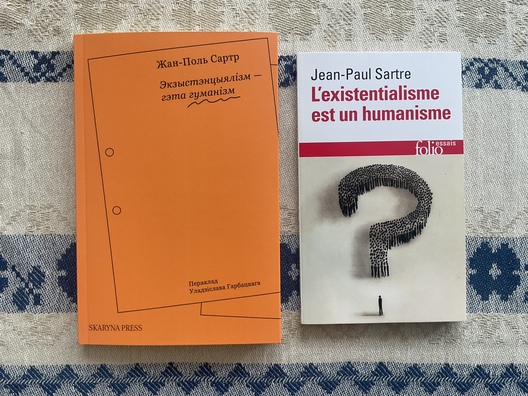 Жан-Поль Сартр
Экзыстэнцыялізм —
гэта гуманізм
Пераклад
Уладзіслава Гарбацкага
SKARYNA PRESS
Jean-Paul Sartre
L'existentialisme
est un humanisme
folio essais